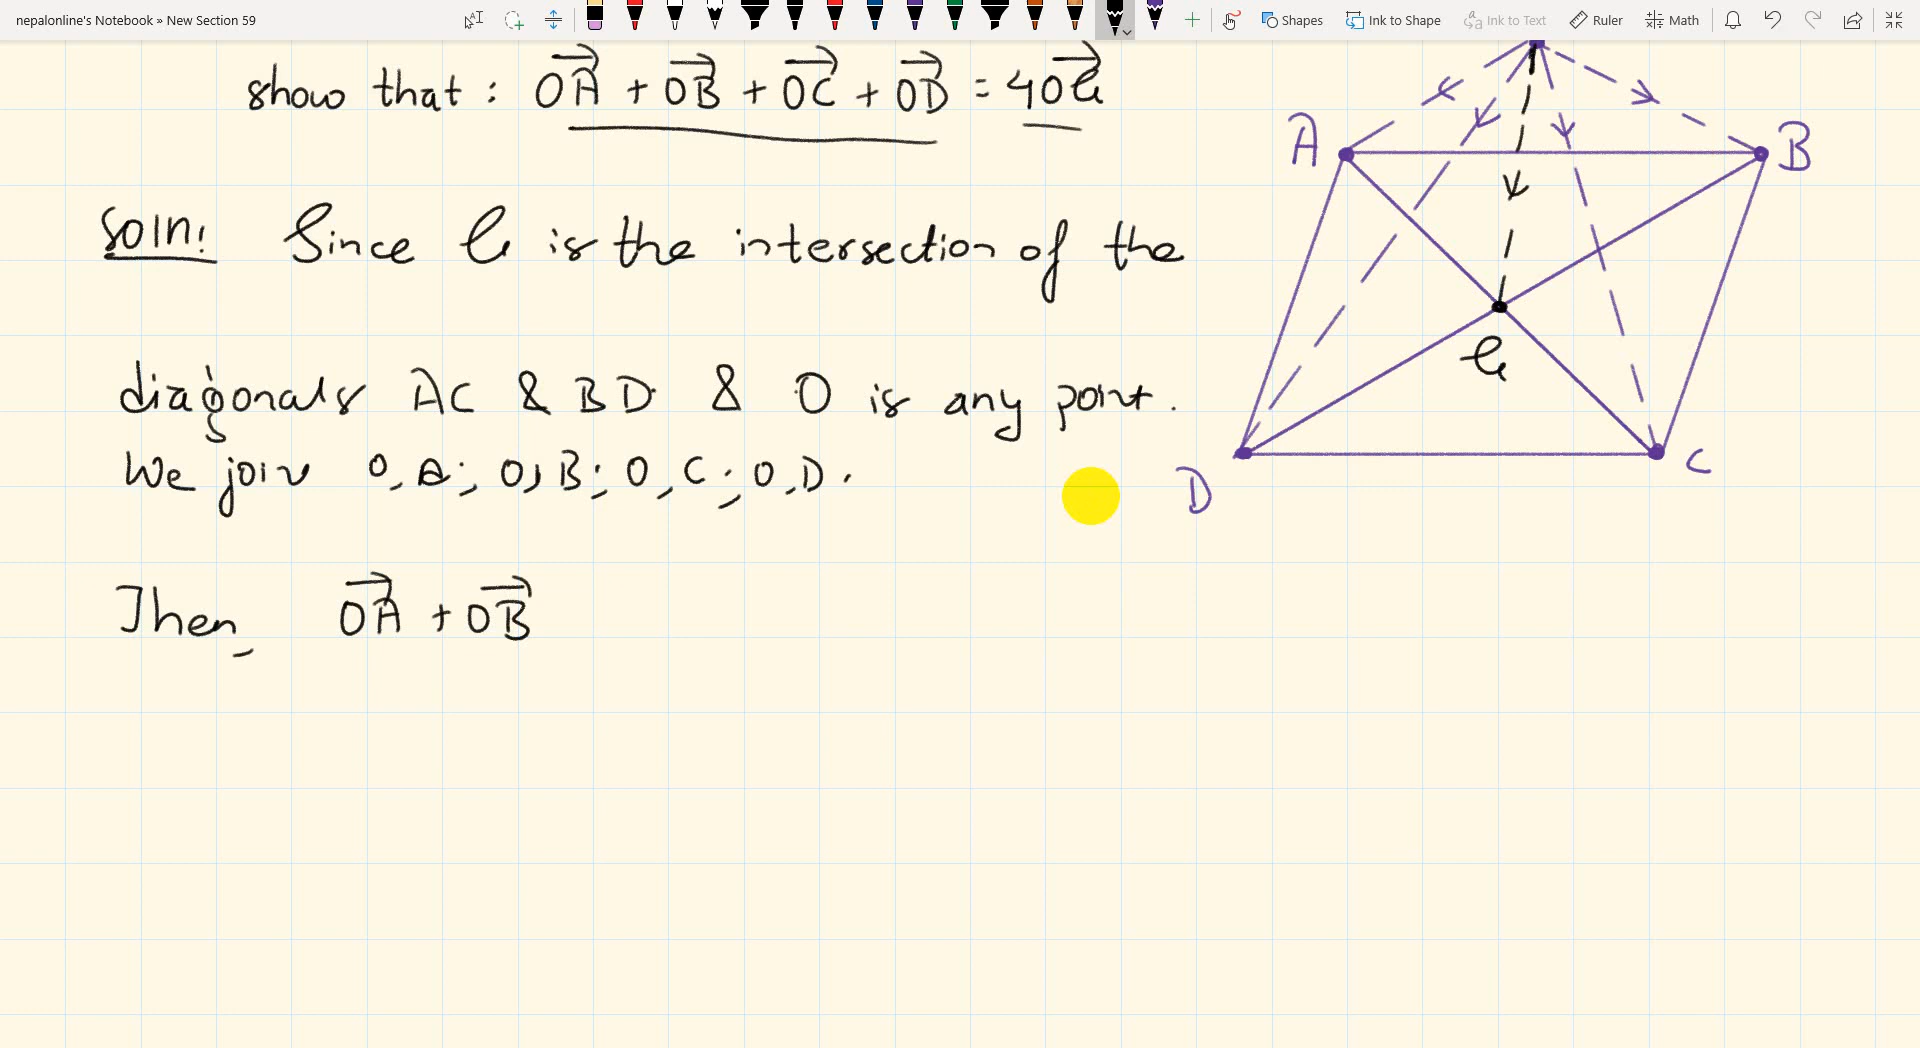 nepalonline's Notebook » New Section 59
Shapes Ink to Shape Ink to Text Ruler Math
show that : OA + OB + OC + OD = 4OG
Soln: Since G is the intersection of the
diagonals AC & BD & O is any point.
We join O, A; O, B; O, C; O, D.
Then, OA + OB
A
B
G
D
C